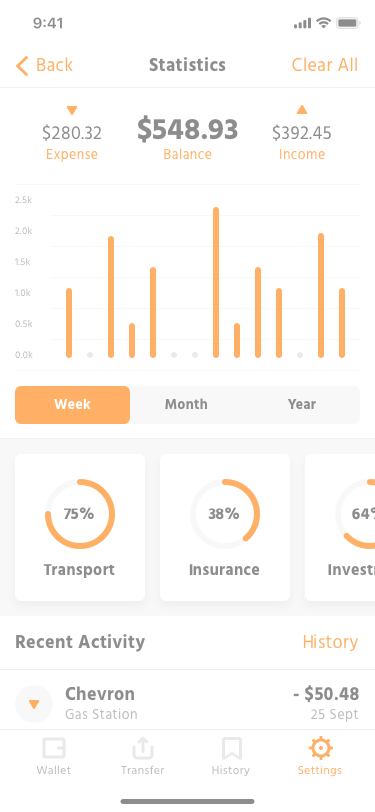 9:41
Back Statistics Clear All
$280.32 $548.93 $392.45
Expense Balance Income
2.5k
2.0k
1.5k
1.0k
0.5k
0.0k
Week Month Year
75% 38% 64%
Transport Insurance Invest
Recent Activity History
Chevron - $50.48
Gas Station 25 Sept
Wallet Transfer History Settings